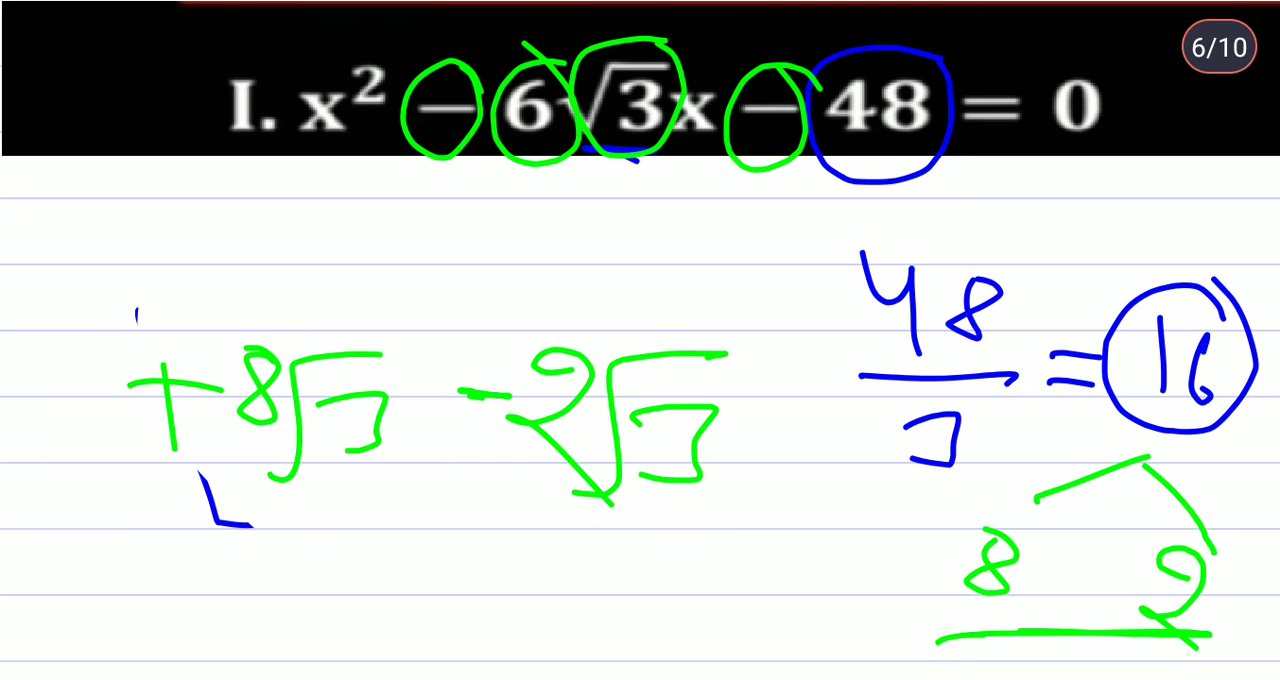 6/10
I. x² − 6√3x − 48 = 0
48
+8√3 −2√3 = 16
3
8 2